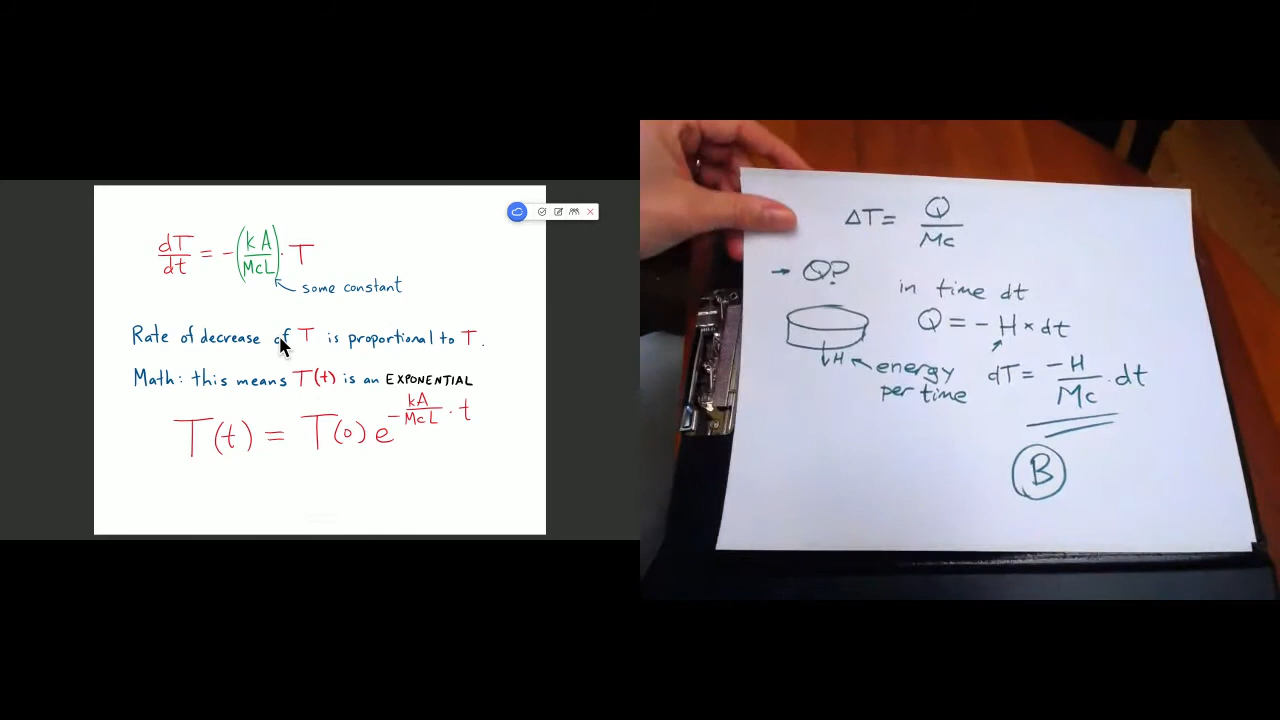 dT/dt = -(kA/McL) · T
some constant
Rate of decrease of T is proportional to T.
Math: this means T(t) is an EXPONENTIAL
T(t) = T(0) e^(-kA/McL · t)
ΔT = Q/Mc
→ Q?
in time dt
Q = -H × dt
H ← energy
per time
dT = -H/Mc · dt
B